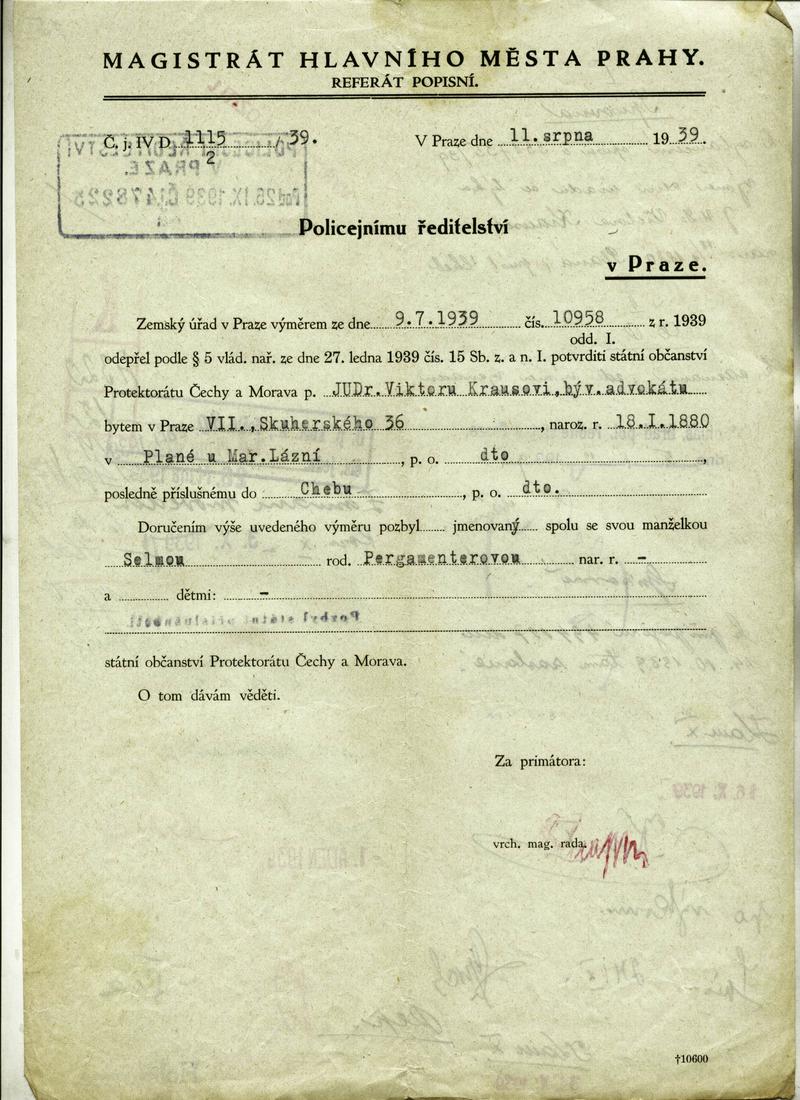 MAGISTRÁT HLAVNÍHO MĚSTA PRAHY.
REFERÁT POPISNÍ.
Č. j. IV D 1115/2 / 39.
V Praze dne 11. srpna 1939.
Policejnímu ředitelství
v Praze.
Zemský úřad v Praze výměrem ze dne 9.7.1939 čís. 10958 z r. 1939
odd. I.
odepřel podle § 5 vlád. nař. ze dne 27. ledna 1939 čís. 15 Sb. z. a n. I. potvrditi státní občanství
Protektorátu Čechy a Morava p. JUDr. Viktoru Krausovi, býv. advokátu
bytem v Praze VII., Skuherského 36, naroz. r. 18.I.1880
v Plané u Mar. Lázní, p. o. dto,
posledně příslušnému do Chebu, p. o. dto.
Doručením výše uvedeného výměru pozbyl jmenovaný spolu se svou manželkou
Selmou rod. Pergamenterovou nar. r. –
a dětmi: –
státní občanství Protektorátu Čechy a Morava.
O tom dávám věděti.
Za primátora:
vrch. mag. rada.
†10600